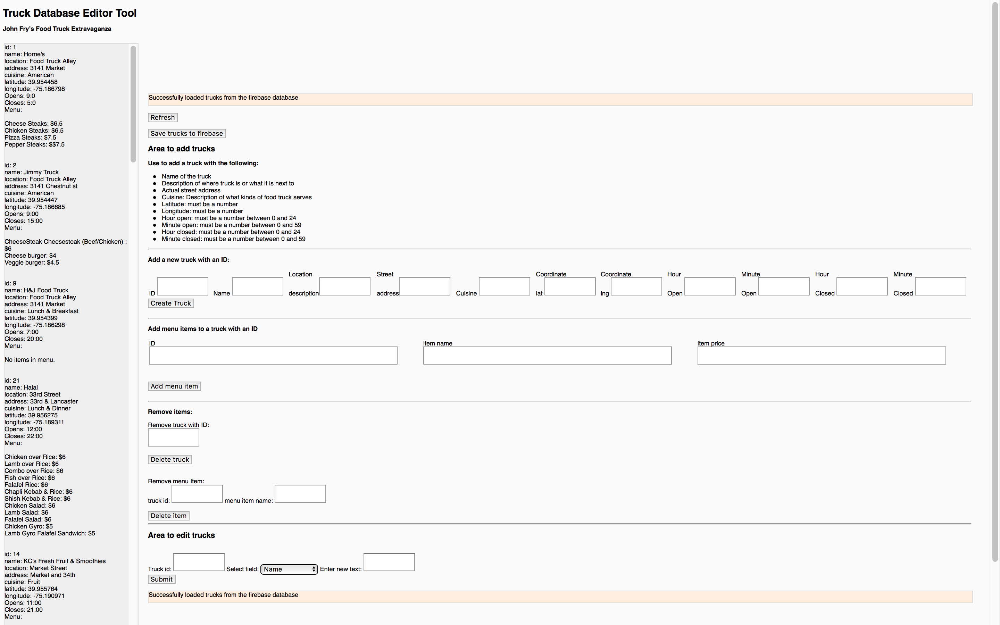 Truck Database Editor Tool
John Fry's Food Truck Extravaganza
id: 1
name: Horne's
location: Food Truck Alley
address: 3141 Market
cuisine: American
latitude: 39.954458
longitude: -75.186798
Opens: 9:0
Closes: 5:0
Menu:
Cheese Steaks: $6.5
Chicken Steaks: $6.5
Pizza Steaks: $7.5
Pepper Steaks: $$7.5
id: 2
name: Jimmy Truck
location: Food Truck Alley
address: 3141 Chestnut st
cuisine: American
latitude: 39.954447
longitude: -75.186685
Opens: 9:00
Closes: 15:00
Menu:
CheeseSteak Cheesesteak (Beef/Chicken) :
$6
Cheese burger: $4
Veggie burger: $4.5
id: 9
name: H&J Food Truck
location: Food Truck Alley
address: 3141 Market
cuisine: Lunch & Breakfast
latitude: 39.954399
longitude: -75.186298
Opens: 7:00
Closes: 20:00
Menu:
No items in menu.
id: 21
name: Halal
location: 33rd Street
address: 33rd & Lancaster
cuisine: Lunch & Dinner
latitude: 39.956275
longitude: -75.189311
Opens: 12:00
Closes: 22:00
Menu:
Chicken over Rice: $6
Lamb over Rice: $6
Combo over Rice: $6
Fish over Rice: $6
Falafel Rice: $6
Chapli Kebab & Rice: $6
Shish Kebab & Rice: $6
Chicken Salad: $6
Lamb Salad: $6
Falafel Salad: $6
Chicken Gyro: $5
Lamb Gyro Falafel Sandwich: $5
id: 14
name: KC's Fresh Fruit & Smoothies
location: Market Street
address: Market and 34th
cuisine: Fruit
latitude: 39.955764
longitude: -75.190971
Opens: 11:00
Closes: 21:00
Menu:
Successfully loaded trucks from the firebase database
Refresh
Save trucks to firebase
Area to add trucks
Use to add a truck with the following:
Name of the truck
Description of where truck is or what it is next to
Actual street address
Cuisine: Description of what kinds of food truck serves
Latitude: must be a number
Longitude: must be a number
Hour open: must be a number between 0 and 24
Minute open: must be a number between 0 and 59
Hour closed: must be a number between 0 and 24
Minute closed: must be a number between 0 and 59
Add a new truck with an ID:
ID
Name
Location
description
Street
address
Cuisine
Coordinate
lat
Coordinate
lng
Hour
Open
Minute
Open
Hour
Closed
Minute
Closed
Create Truck
Add menu items to a truck with an ID
ID
item name
item price
Add menu item
Remove items:
Remove truck with ID:
Delete truck
Remove menu Item:
truck id: menu item name:
Delete item
Area to edit trucks
Truck id: Select field: Name Enter new text:
Submit
Successfully loaded trucks from the firebase database